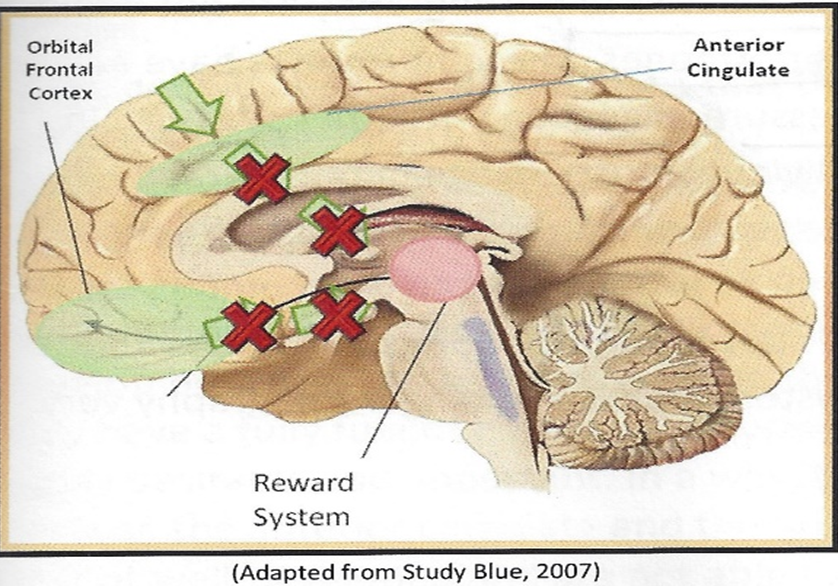 Orbital
Frontal
Cortex
Anterior
Cingulate
Reward
System
(Adapted from Study Blue, 2007)